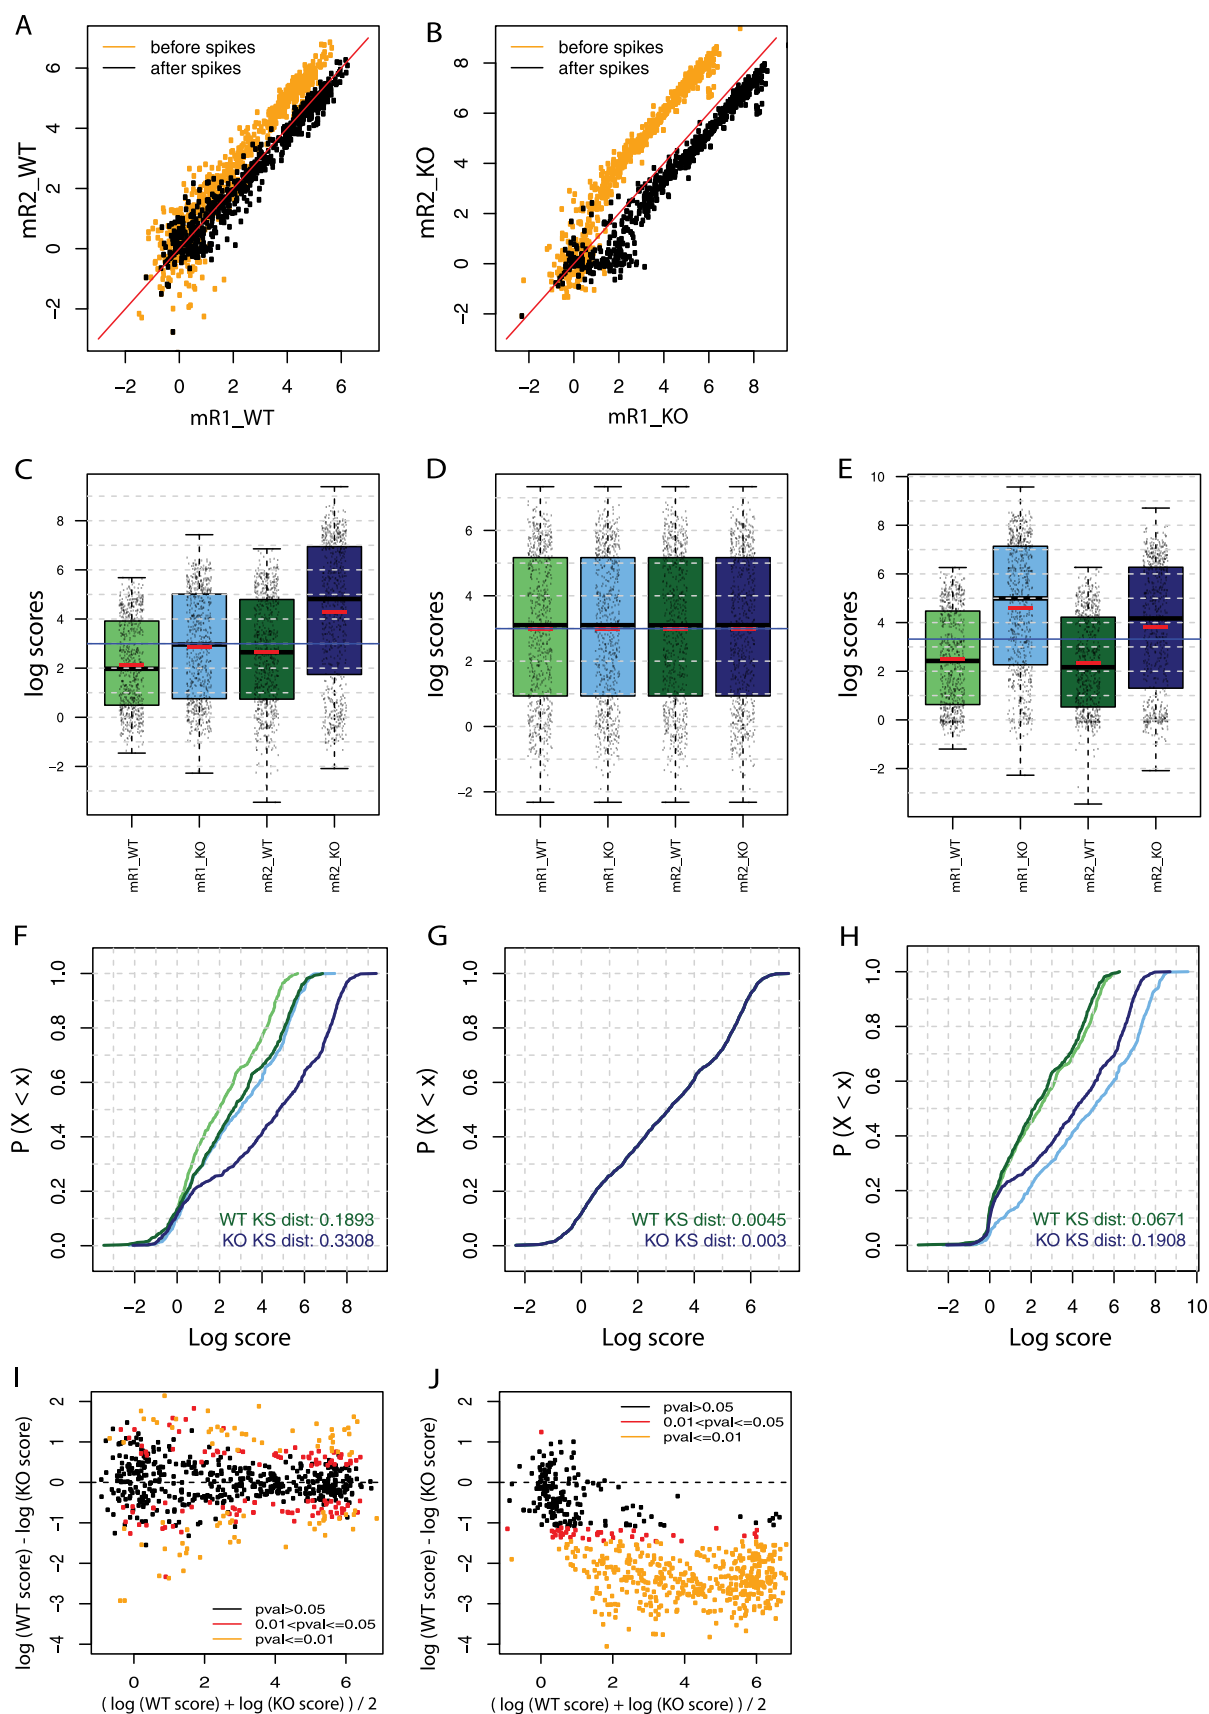 A
before spikes
after spikes
mR2_WT
6
4
2
0
−2
−2 0 2 4 6
mR1_WT
B
before spikes
after spikes
mR2_KO
8
6
4
2
0
−2
−2 0 2 4 6 8
mR1_KO
C
log scores
8
6
4
2
0
−2
mR1_WT
mR1_KO
mR2_WT
mR2_KO
D
log scores
6
4
2
0
−2
mR1_WT
mR1_KO
mR2_WT
mR2_KO
E
log scores
10
8
6
4
2
0
−2
mR1_WT
mR1_KO
mR2_WT
mR2_KO
F
P (X < x)
1.0
0.8
0.6
0.4
0.2
0.0
WT KS dist: 0.1893
KO KS dist: 0.3308
−2 0 2 4 6 8
Log score
G
P (X < x)
1.0
0.8
0.6
0.4
0.2
0.0
WT KS dist: 0.0045
KO KS dist: 0.003
−2 0 2 4 6
Log score
H
P (X < x)
1.0
0.8
0.6
0.4
0.2
0.0
WT KS dist: 0.0671
KO KS dist: 0.1908
−2 0 2 4 6 8 10
Log score
I
log (WT score) - log (KO score)
2
1
0
−1
−2
−3
−4
pval>0.05
0.01<pval<=0.05
pval<=0.01
0 2 4 6
( log (WT score) + log (KO score) ) / 2
J
log (WT score) - log (KO score)
2
1
0
−1
−2
−3
−4
pval>0.05
0.01<pval<=0.05
pval<=0.01
0 2 4 6
( log (WT score) + log (KO score) ) / 2